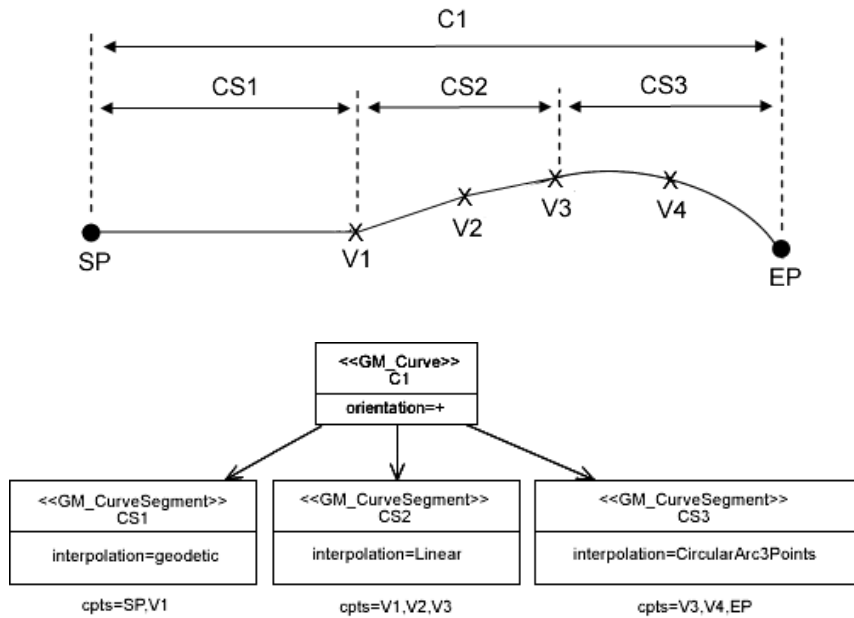 C1
CS1 CS2 CS3
SP V1 V2 V3 V4 EP
<<GM_Curve>>
C1
orientation=+
<<GM_CurveSegment>>
CS1
interpolation=geodetic
cpts=SP,V1
<<GM_CurveSegment>>
CS2
interpolation=Linear
cpts=V1,V2,V3
<<GM_CurveSegment>>
CS3
interpolation=CircularArc3Points
cpts=V3,V4,EP